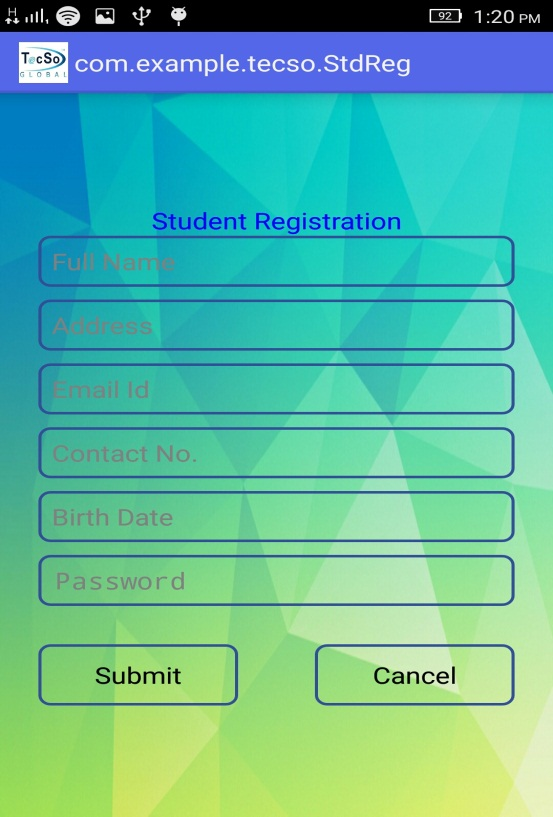 H 92 1:20 PM
TecSo GLOBAL com.example.tecso.StdReg
Student Registration
Full Name
Address
Email Id
Contact No.
Birth Date
Password
Submit Cancel